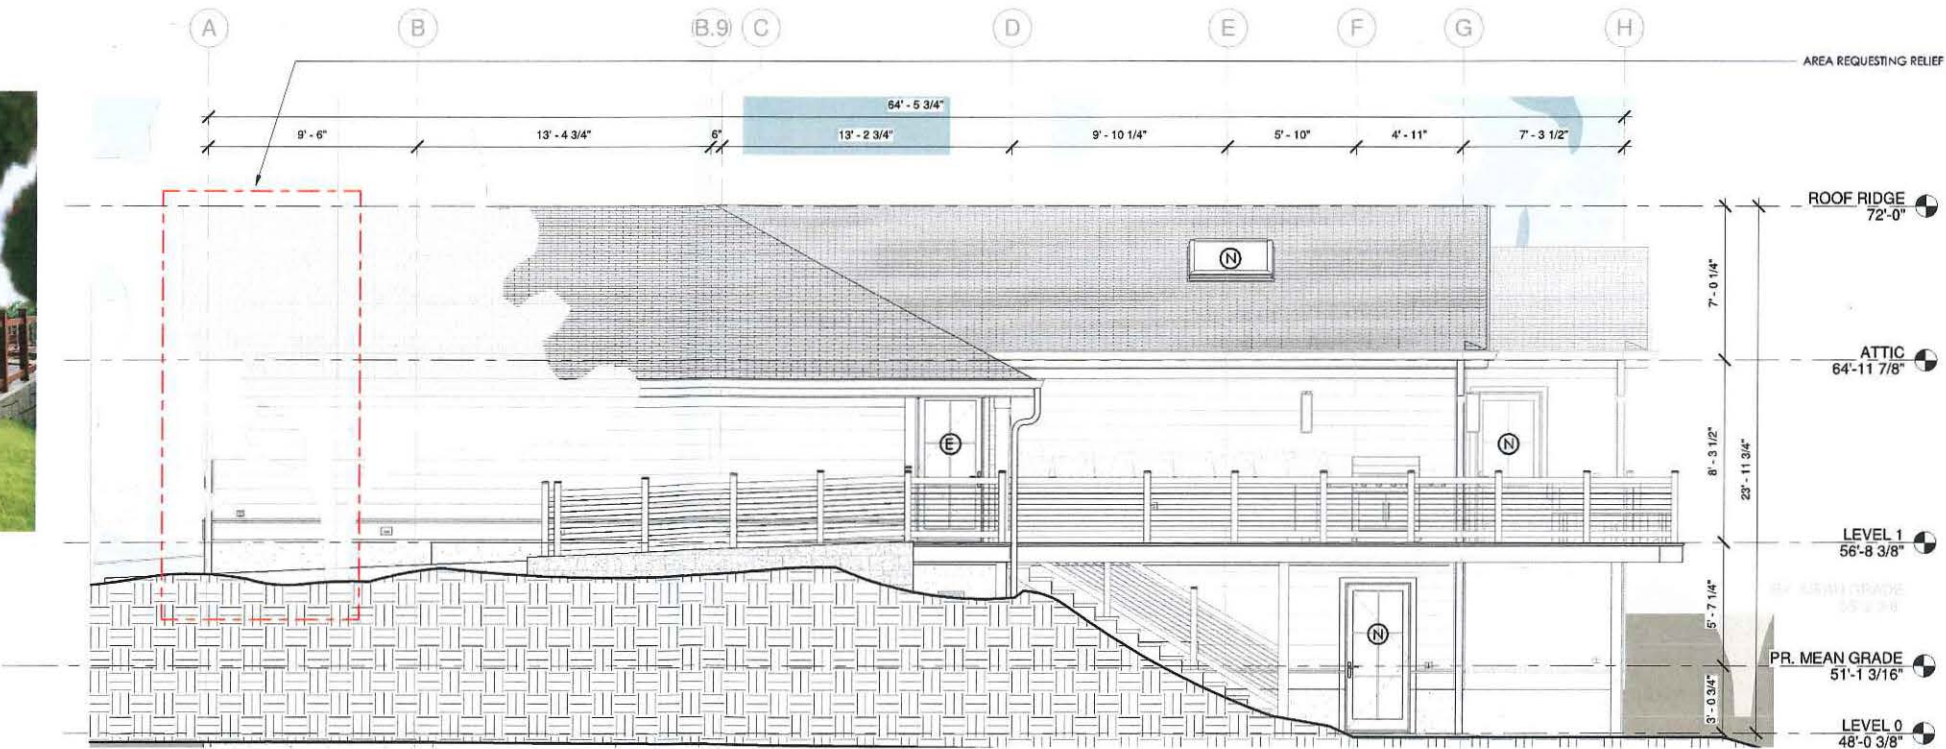 A B B.9 C D E F G H
AREA REQUESTING RELIEF
64' - 5 3/4"
9' - 6" 13' - 4 3/4" 6" 13' - 2 3/4" 9' - 10 1/4" 5' - 10" 4' - 11" 7' - 3 1/2"
ROOF RIDGE
72'-0"
N
7' - 0 1/4"
ATTIC
64'-11 7/8"
E
N
8' - 3 1/2"
23' - 11 3/4"
LEVEL 1
56'-8 3/8"
MEAN GRADE
5' - 7 1/4"
N
PR. MEAN GRADE
51'-1 3/16"
3' - 0 3/4"
LEVEL 0
48'-0 3/8"